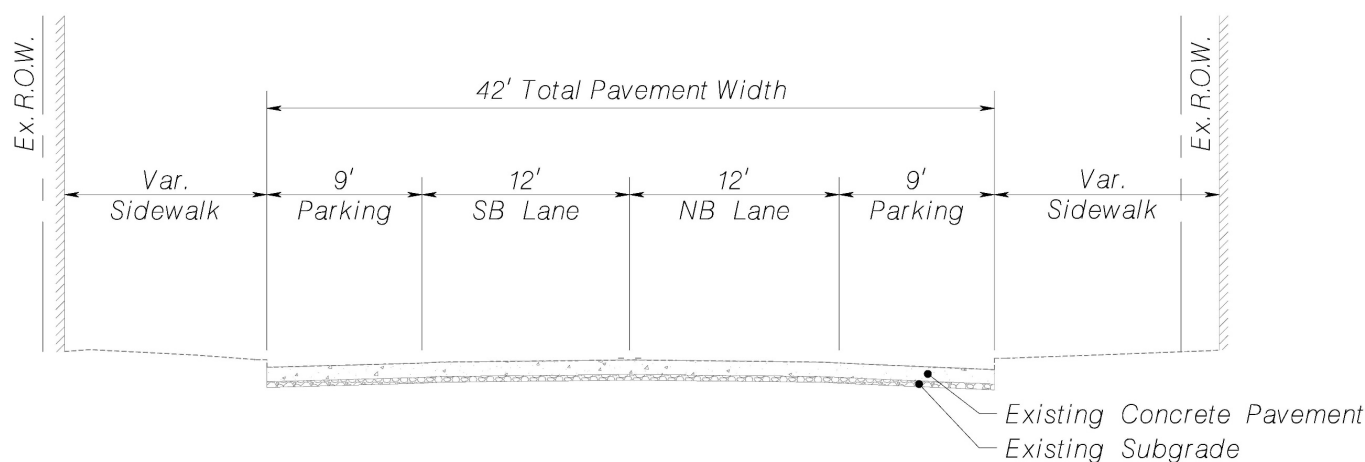 Ex. R.O.W.
Ex. R.O.W.
42' Total Pavement Width
Var.
Sidewalk
9'
Parking
12'
SB Lane
12'
NB Lane
9'
Parking
Var.
Sidewalk
Existing Concrete Pavement
Existing Subgrade